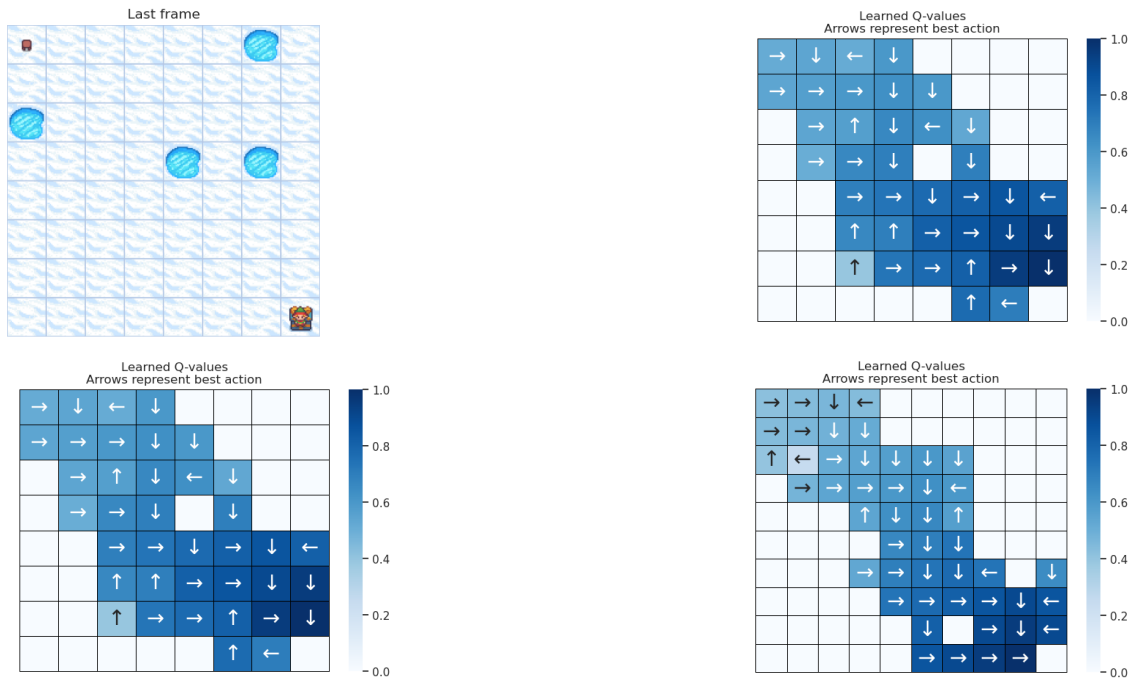 Last frame
Learned Q-values
Arrows represent best action
→ ↓ ← ↓
→ → → ↓ ↓
→ ↑ ↓ ← ↓
→ → ↓ ↓
→ → ↓ → ↓ ←
↑ ↑ → → ↓ ↓
↑ → → ↑ → ↓
↑ ←
1.0
0.8
0.6
0.4
0.2
0.0
Learned Q-values
Arrows represent best action
→ ↓ ← ↓
→ → → ↓ ↓
→ ↑ ↓ ← ↓
→ → ↓ ↓
→ → ↓ → ↓ ←
↑ ↑ → → ↓ ↓
↑ → → ↑ → ↓
↑ ←
1.0
0.8
0.6
0.4
0.2
0.0
Learned Q-values
Arrows represent best action
→ → ↓ ←
→ → ↓ ↓
↑ ← → ↓ ↓ ↓ ↓
→ → → → ↓ ←
↑ ↓ ↓ ↑
→ ↓ ↓
→ → ↓ ↓ ← ↓
→ → → → ↓ ←
↓ → ↓ ←
→ → → →
1.0
0.8
0.6
0.4
0.2
0.0